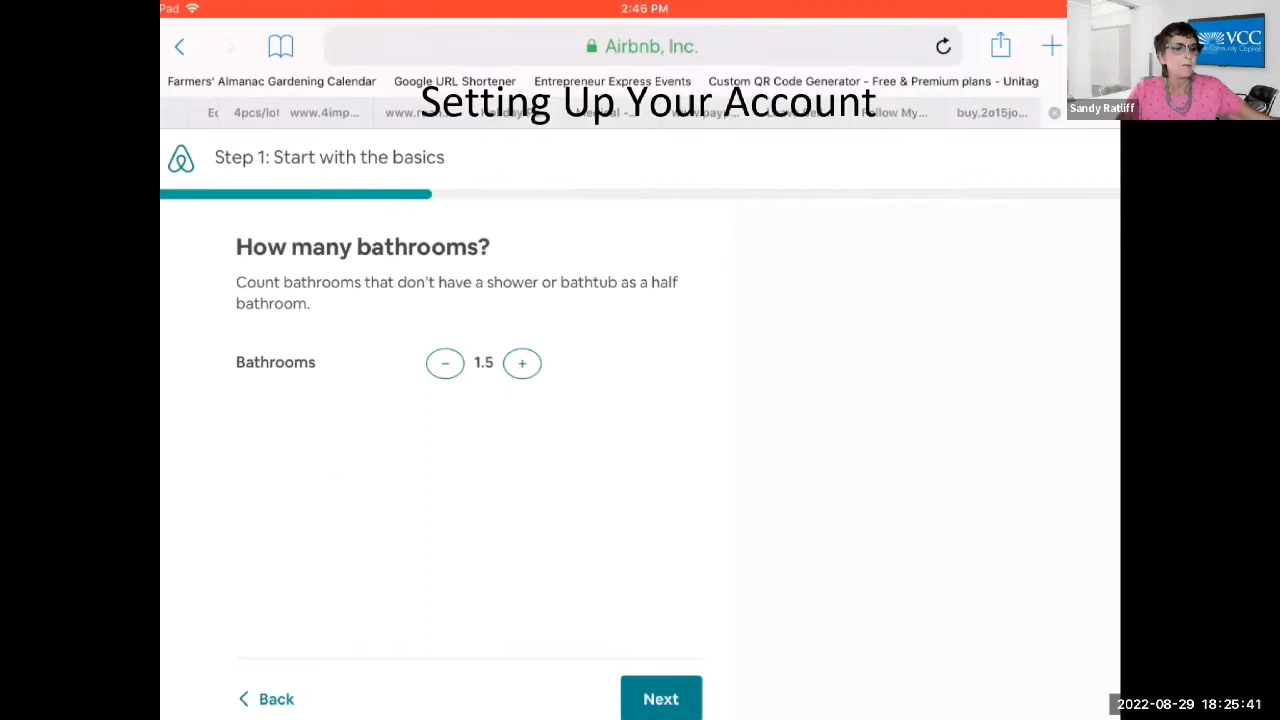 Pad
2:46 PM
Airbnb, Inc.
Farmers' Almanac Gardening Calendar Google URL Shortener Entrepreneur Express Events Custom QR Code Generator - Free & Premium plans - Unitag
Setting Up Your Account
4pcs/lot www.4imp... buy.2o15jo...
Step 1: Start with the basics
How many bathrooms?
Count bathrooms that don't have a shower or bathtub as a half
bathroom.
Bathrooms − 1.5 +
Back
Next
VCC
Sandy Ratliff
2022-08-29 18:25:41